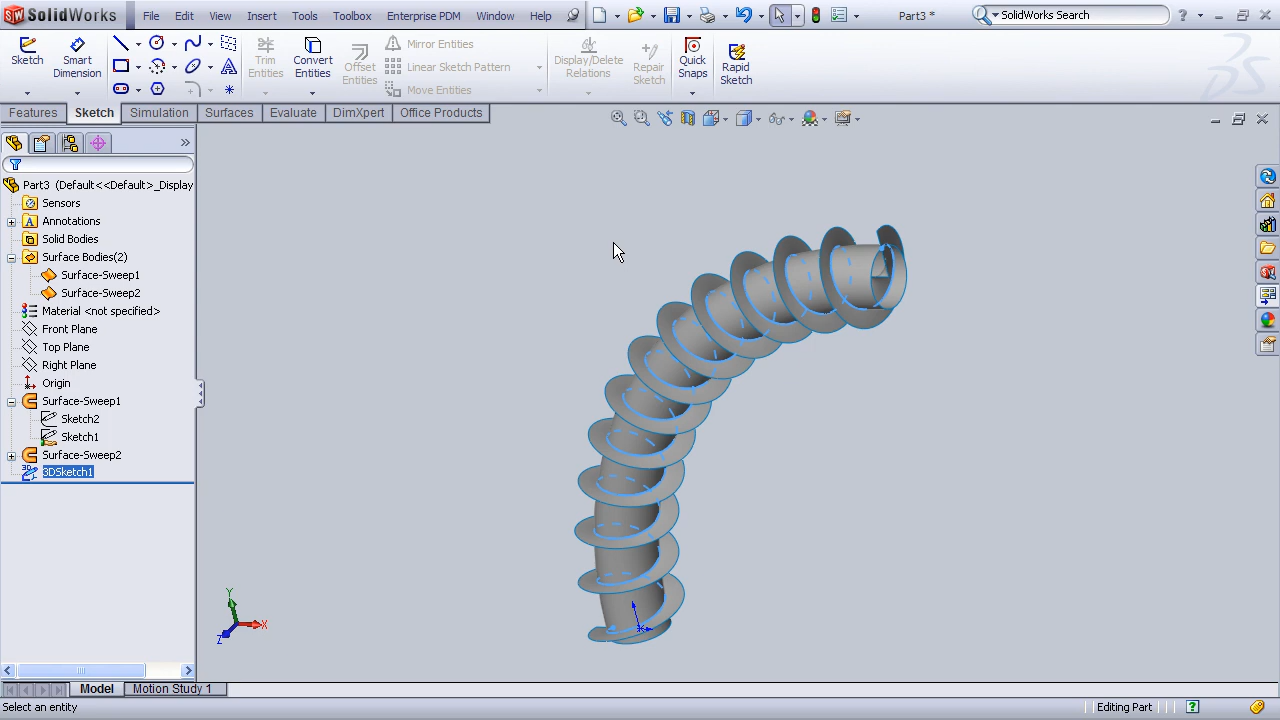 SolidWorks File Edit View Insert Tools Toolbox Enterprise PDM Window Help Part3 * SolidWorks Search
Sketch Smart Dimension Trim Entities Convert Entities Offset Entities Mirror Entities Display/Delete Relations Repair Sketch Quick Snaps Rapid Sketch
Linear Sketch Pattern
Move Entities
Features Sketch Simulation Surfaces Evaluate DimXpert Office Products
Part3 (Default<<Default>_Display
Sensors
Annotations
Solid Bodies
Surface Bodies(2)
Surface-Sweep1
Surface-Sweep2
Material <not specified>
Front Plane
Top Plane
Right Plane
Origin
Surface-Sweep1
Sketch2
Sketch1
Surface-Sweep2
3DSketch1
Y
X
Z
Model Motion Study 1
Select an entity Editing Part